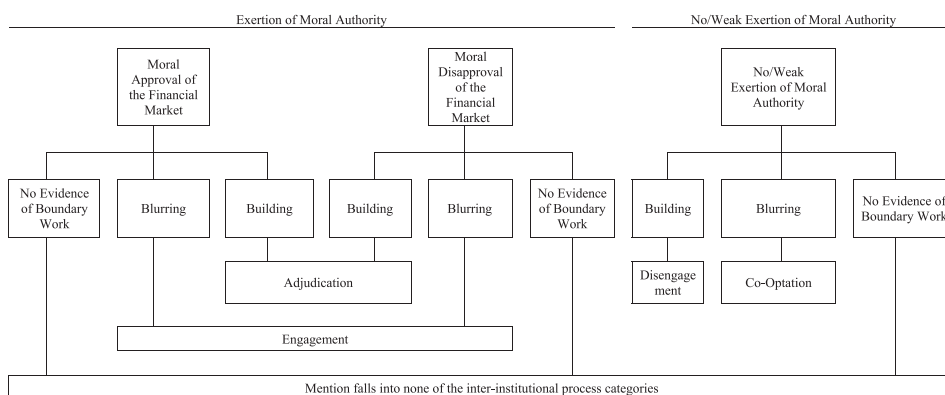 Exertion of Moral Authority
No/Weak Exertion of Moral Authority
Moral
Approval of
the Financial
Market
Moral
Disapproval
of the
Financial
Market
No/Weak
Exertion of Moral
Authority
No Evidence
of Boundary
Work
Blurring
Building
Building
Blurring
No Evidence
of Boundary
Work
Building
Blurring
No Evidence of
Boundary Work
Adjudication
Disengage
ment
Co-Optation
Engagement
Mention falls into none of the inter-institutional process categories